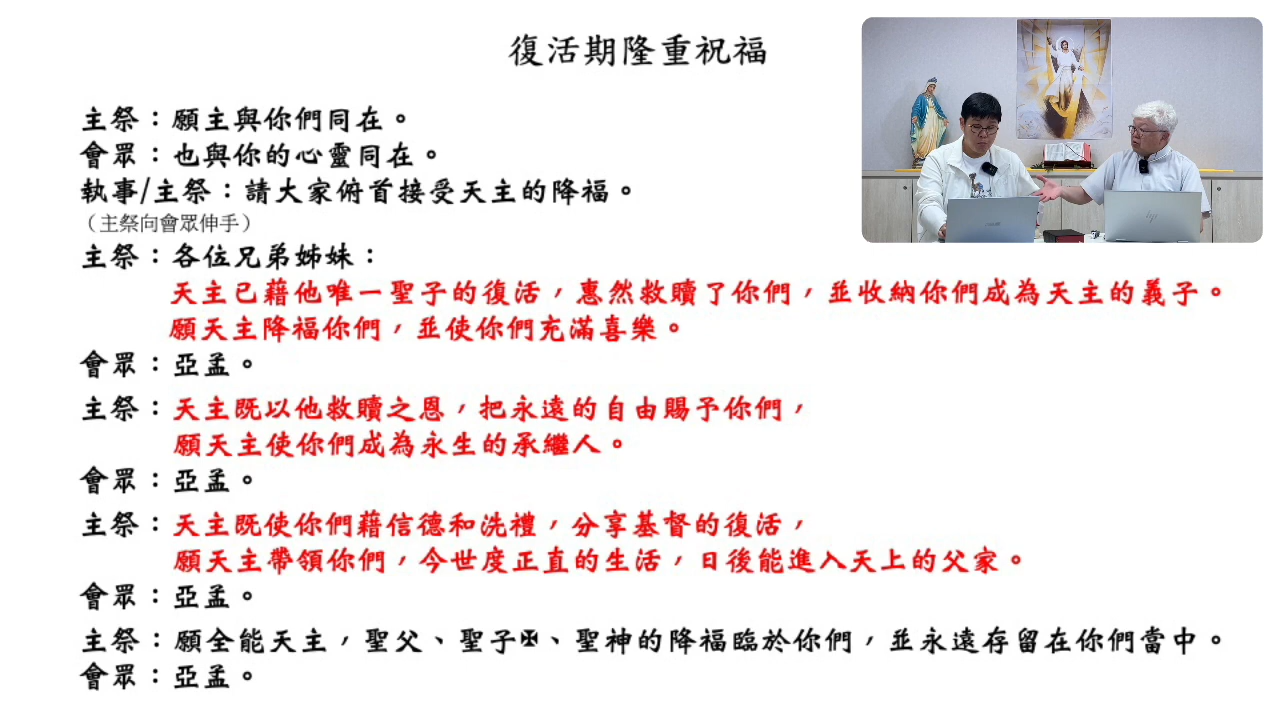 復活期隆重祝福
主祭：願主與你們同在。
會眾：也與你的心靈同在。
執事/主祭：請大家俯首接受天主的降福。
（主祭向會眾伸手）
主祭：各位兄弟姊妹：
天主已藉他唯一聖子的復活，惠然救贖了你們，並收納你們成為天主的義子。
願天主降福你們，並使你們充滿喜樂。
會眾：亞孟。
主祭：天主既以他救贖之恩，把永遠的自由賜予你們，
願天主使你們成為永生的承繼人。
會眾：亞孟。
主祭：天主既使你們藉信德和洗禮，分享基督的復活，
願天主帶領你們，今世度正直的生活，日後能進入天上的父家。
會眾：亞孟。
主祭：願全能天主，聖父、聖子✠、聖神的降福臨於你們，並永遠存留在你們當中。
會眾：亞孟。
hp